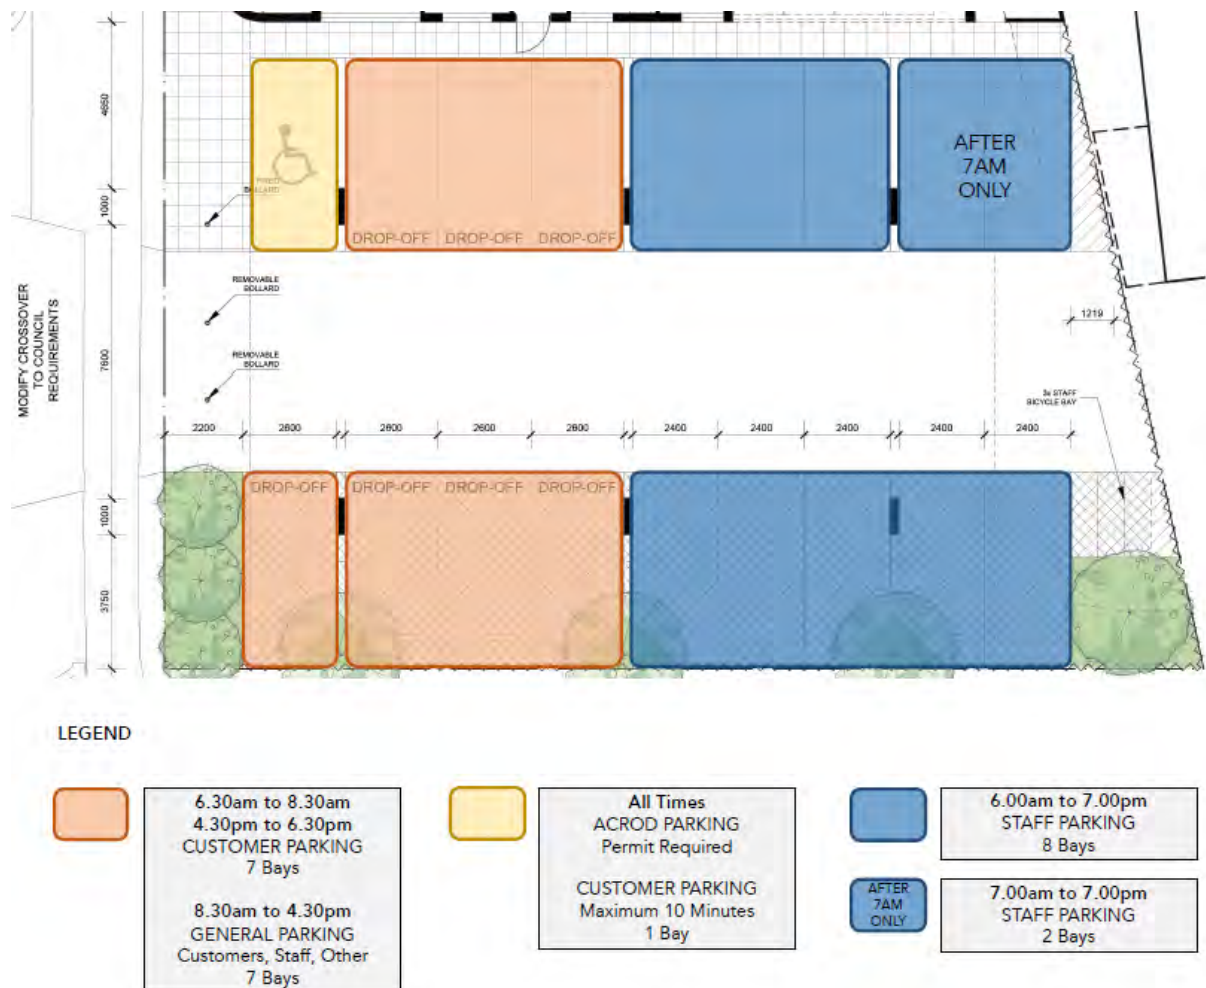 4650
1000
FIXED
BOLLARD
AFTER
7AM
ONLY
DROP-OFF DROP-OFF DROP-OFF
MODIFY CROSSOVER
TO COUNCIL
REQUIREMENTS
REMOVABLE
BOLLARD
1219
7600
REMOVABLE
BOLLARD
3x STAFF
BICYCLE BAY
2200 2600 2600 2600 2600 2400 2400 2400 2400 2400
DROP-OFF DROP-OFF DROP-OFF DROP-OFF
1000
3750
LEGEND
6.30am to 8.30am
4.30pm to 6.30pm
CUSTOMER PARKING
7 Bays
8.30am to 4.30pm
GENERAL PARKING
Customers, Staff, Other
7 Bays
All Times
ACROD PARKING
Permit Required
CUSTOMER PARKING
Maximum 10 Minutes
1 Bay
6.00am to 7.00pm
STAFF PARKING
8 Bays
AFTER
7AM
ONLY
7.00am to 7.00pm
STAFF PARKING
2 Bays